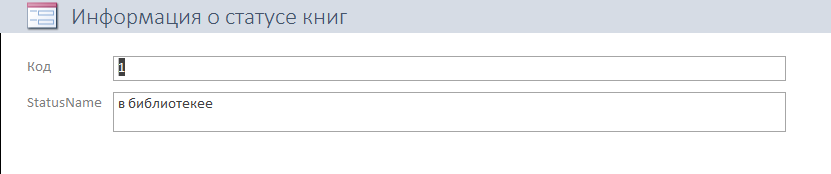 Информация о статусе книг
Код 1
StatusName в библиотекее